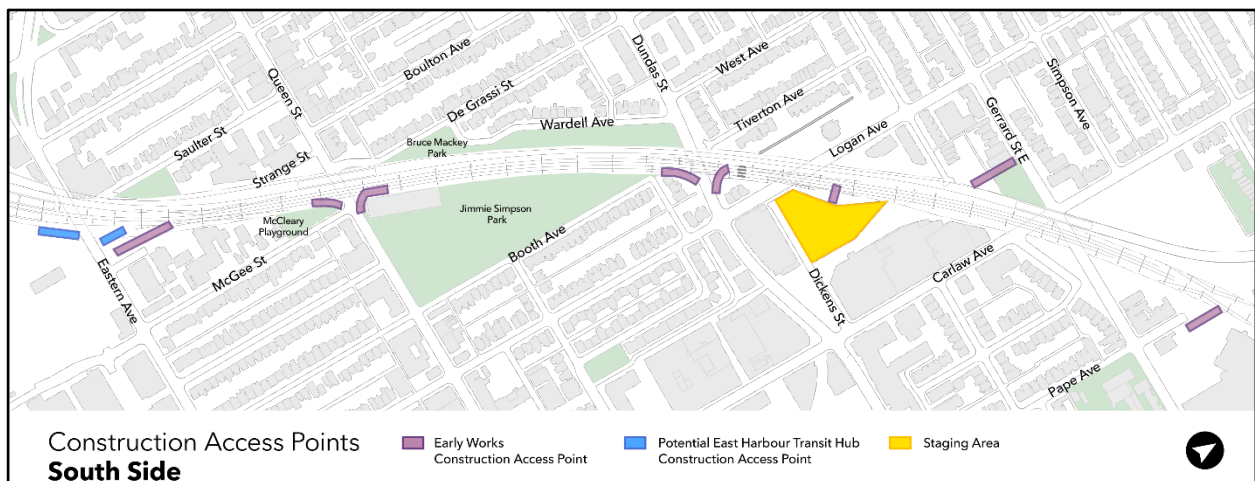 Boulton Ave
Dundas St
West Ave
Simpson Ave
Queen St
De Grassi St
Tiverton Ave
Gerrard St E
Wardell Ave
Logan Ave
Saulter St
Bruce Mackey
Park
Strange St
McCleary
Playground
Jimmie Simpson
Park
Booth Ave
McGee St
Eastern Ave
Dickens St
Carlaw Ave
Pape Ave
Construction Access Points
South Side
Early Works
Construction Access Point
Potential East Harbour Transit Hub
Construction Access Point
Staging Area